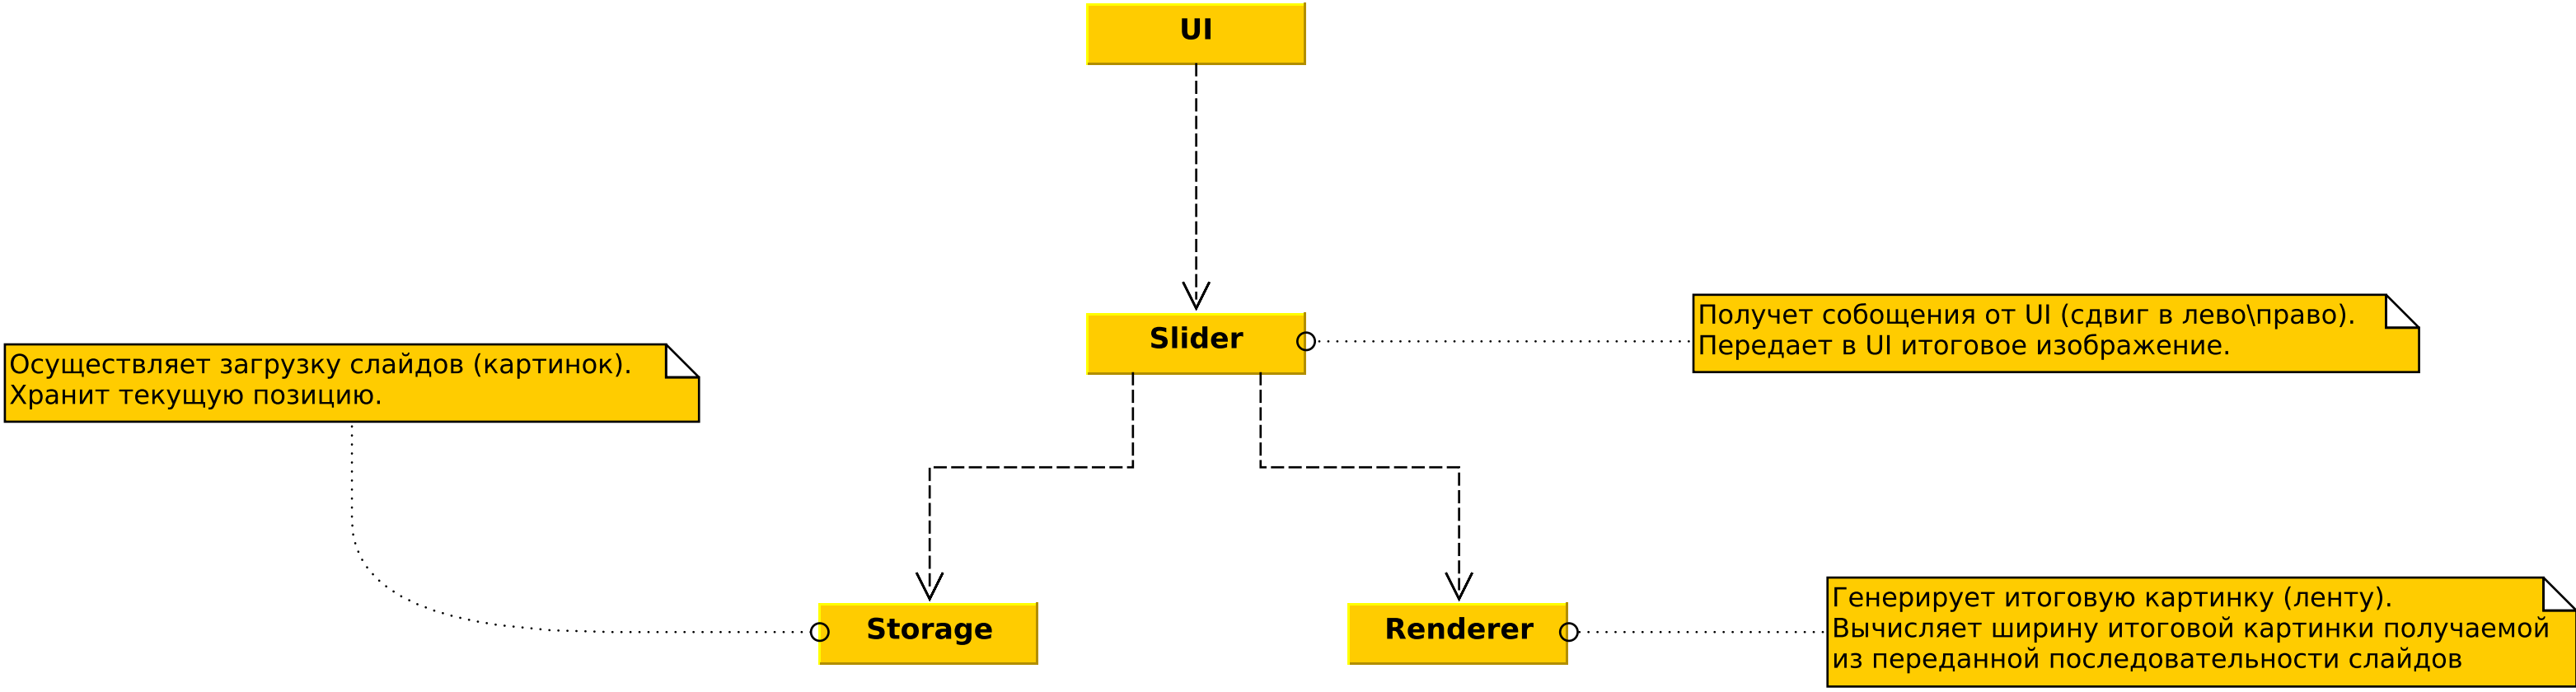 UI
Slider
Получет собощения от UI (сдвиг в лево\право).
Передает в UI итоговое изображение.
Осуществляет загрузку слайдов (картинок).
Хранит текущую позицию.
Storage
Renderer
Генерирует итоговую картинку (ленту).
Вычисляет ширину итоговой картинки получаемой
из переданной последовательности слайдов